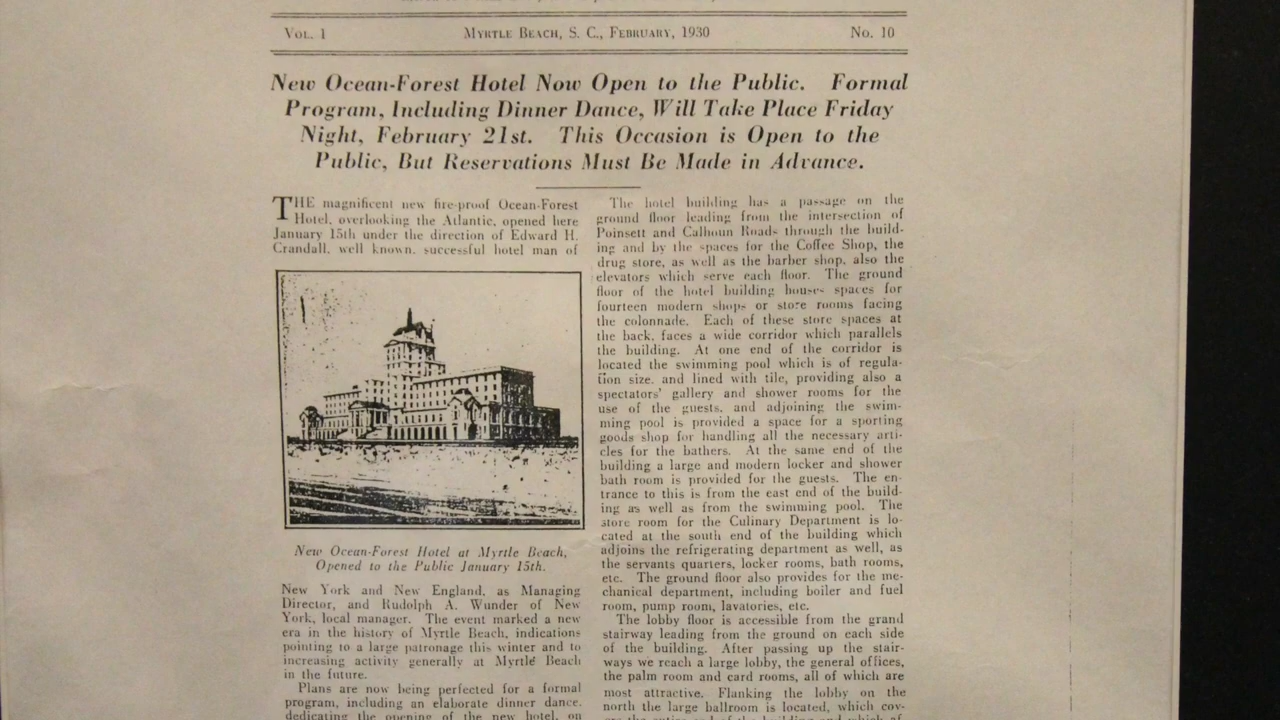 Vol. 1
Myrtle Beach, S. C., February, 1930
No. 10
New Ocean-Forest Hotel Now Open to the Public. Formal
Program, Including Dinner Dance, Will Take Place Friday
Night, February 21st. This Occasion is Open to the
Public, But Reservations Must Be Made in Advance.
THE magnificent new fire-proof Ocean-Forest
Hotel, overlooking the Atlantic, opened here
January 15th under the direction of Edward H.
Crandall, well known, successful hotel man of
New Ocean-Forest Hotel at Myrtle Beach,
Opened to the Public January 15th.
New York and New England, as Managing
Director, and Rudolph A. Wunder of New
York, local manager. The event marked a new
era in the history of Myrtle Beach, indications
pointing to a large patronage this winter and to
increasing activity generally at Myrtle Beach
in the future.
Plans are now being perfected for a formal
program, including an elaborate dinner dance,
dedicating the opening of the new hotel, on
The hotel building has a passage on the
ground floor leading from the intersection of
Poinsett and Calhoun Roads through the build-
ing and by the spaces for the Coffee Shop, the
drug store, as well as the barber shop, also the
elevators which serve each floor. The ground
floor of the hotel building houses spaces for
fourteen modern shops or store rooms facing
the colonnade. Each of these store spaces at
the back, faces a wide corridor which parallels
the building. At one end of the corridor is
located the swimming pool which is of regula-
tion size, and lined with tile, providing also a
spectators' gallery and shower rooms for the
use of the guests, and adjoining the swim-
ming pool is provided a space for a sporting
goods shop for handling all the necessary arti-
cles for the bathers. At the same end of the
building a large and modern locker and shower
bath room is provided for the guests. The en-
trance to this is from the east end of the build-
ing as well as from the swimming pool. The
store room for the Culinary Department is lo-
cated at the south end of the building which
adjoins the refrigerating department as well, as
the servants quarters, locker rooms, bath rooms,
etc. The ground floor also provides for the me-
chanical department, including boiler and fuel
room, pump room, lavatories, etc.
The lobby floor is accessible from the grand
stairway leading from the ground on each side
of the building. After passing up the stair-
ways we reach a large lobby, the general offices,
the palm room and card rooms, all of which are
most attractive. Flanking the lobby on the
north the large ballroom is located, which cov-